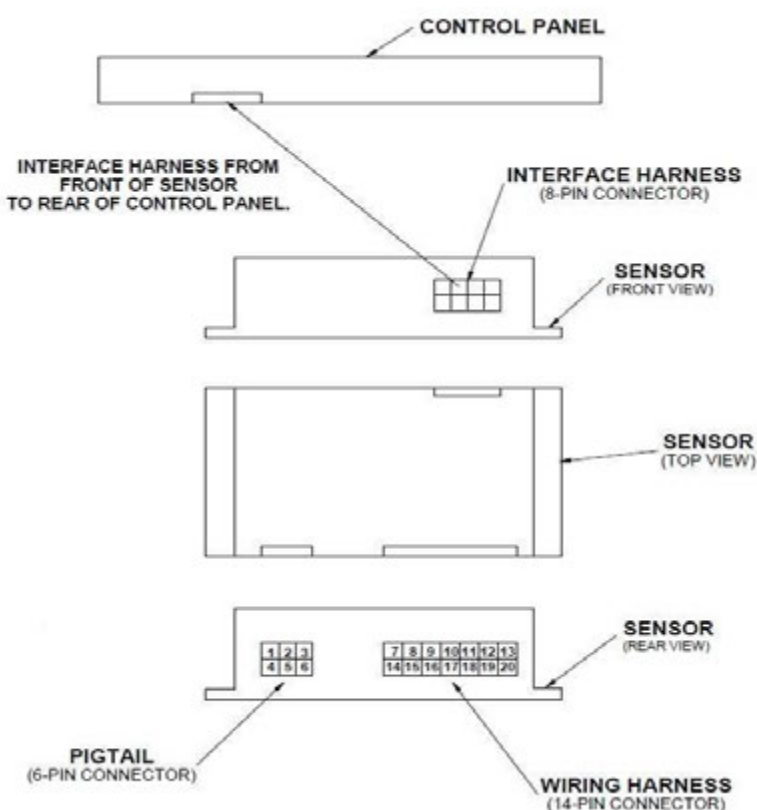 CONTROL PANEL
INTERFACE HARNESS FROM
FRONT OF SENSOR
TO REAR OF CONTROL PANEL.
INTERFACE HARNESS
(8-PIN CONNECTOR)
SENSOR
(FRONT VIEW)
SENSOR
(TOP VIEW)
SENSOR
(REAR VIEW)
1 2 3
4 5 6
7 8 9 10 11 12 13
14 15 16 17 18 19 20
PIGTAIL
(6-PIN CONNECTOR)
WIRING HARNESS
(14-PIN CONNECTOR)